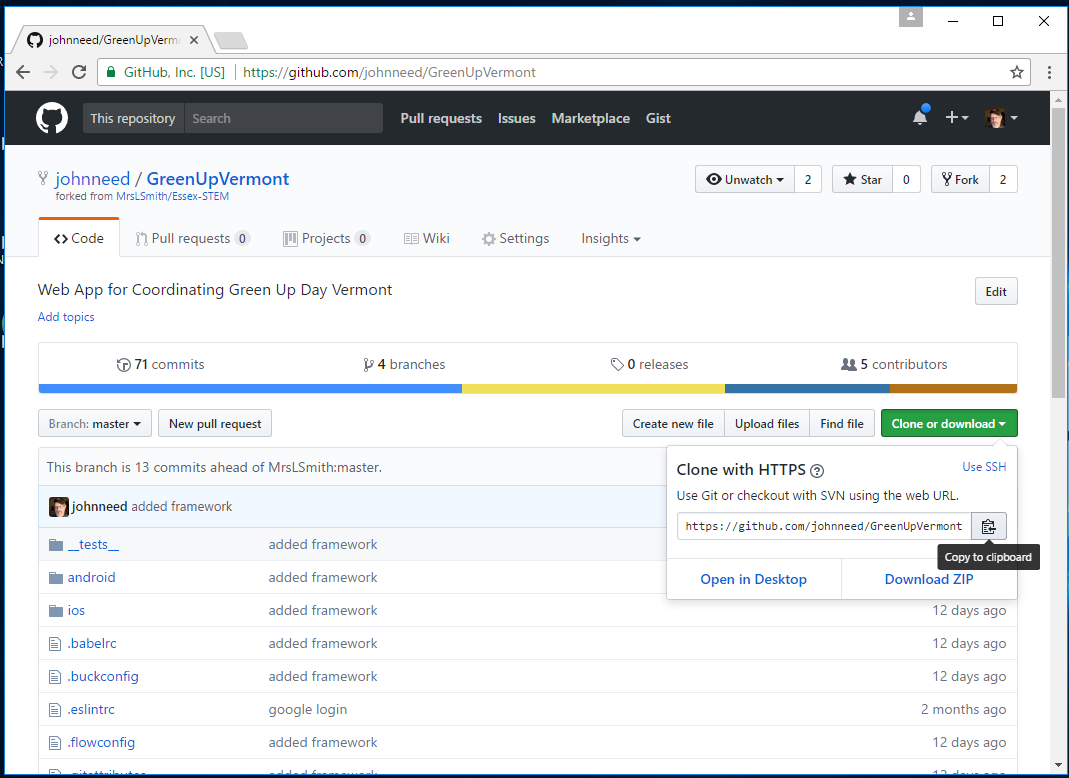 johnneed/GreenUpVerm
GitHub, Inc. [US] https://github.com/johnneed/GreenUpVermont
This repository Search Pull requests Issues Marketplace Gist
johnneed / GreenUpVermont Unwatch 2 Star 0 Fork 2
forked from MrsLSmith/Essex-STEM
Code Pull requests 0 Projects 0 Wiki Settings Insights
Web App for Coordinating Green Up Day Vermont Edit
Add topics
71 commits 4 branches 0 releases 5 contributors
Branch: master New pull request Create new file Upload files Find file Clone or download
This branch is 13 commits ahead of MrsLSmith:master.
Clone with HTTPS Use SSH
Use Git or checkout with SVN using the web URL.
johnneed added framework
https://github.com/johnneed/GreenUpVermont
Copy to clipboard
__tests__ added framework
android added framework
Open in Desktop Download ZIP
ios added framework 12 days ago
.babelrc added framework 12 days ago
.buckconfig added framework 12 days ago
.eslintrc google login 2 months ago
.flowconfig added framework 12 days ago
.gitattributes added framework 12 days ago